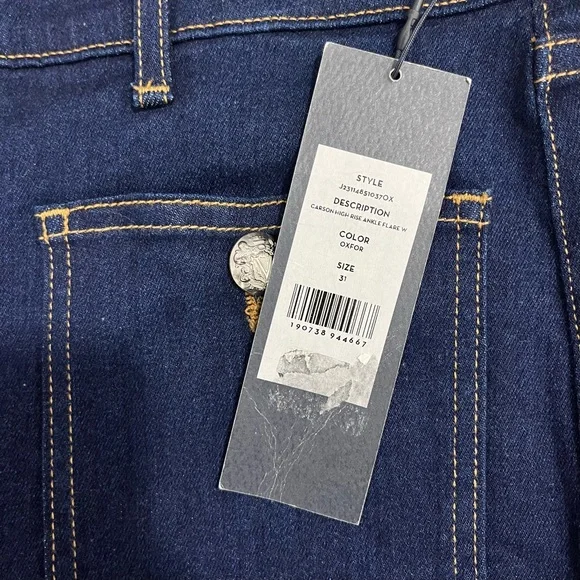 STYLE
J23114851037OX
DESCRIPTION
CARSON HIGH RISE ANKLE FLARE W
COLOR
OXFOR
SIZE
31
190738 944667